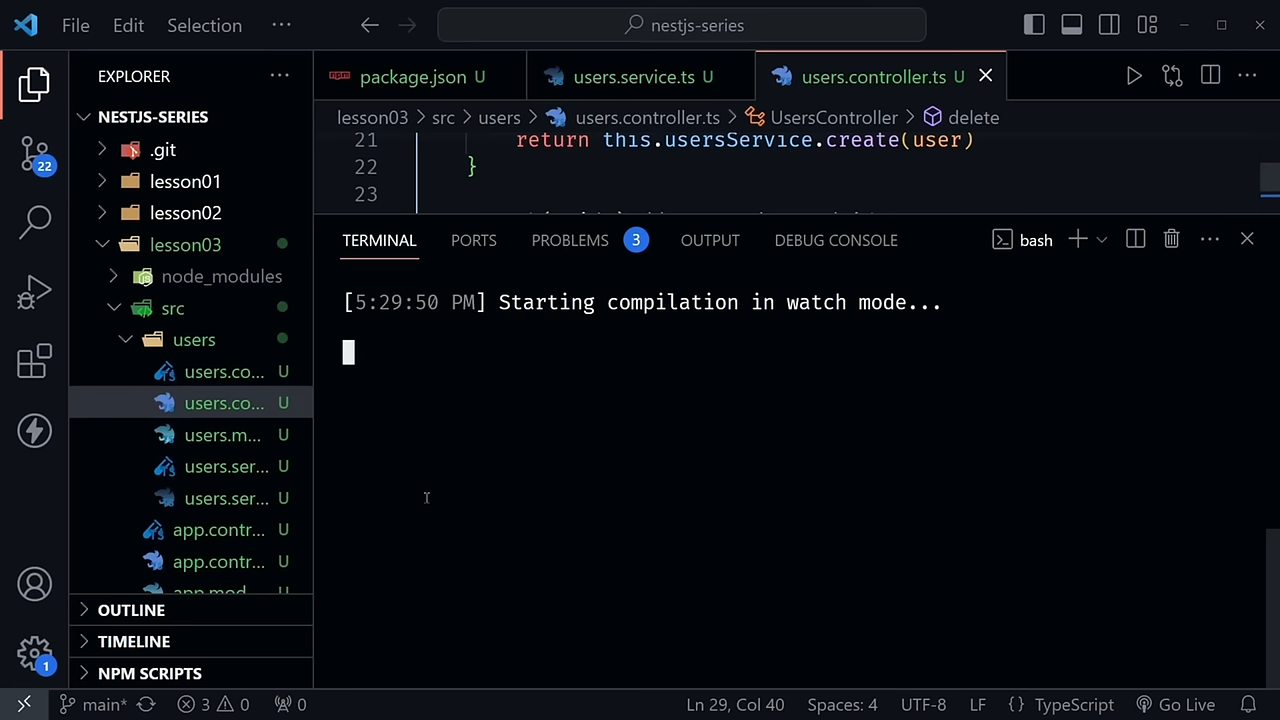 File Edit Selection ···
nestjs-series
EXPLORER ···
NESTJS-SERIES
.git
lesson01
lesson02
lesson03
node_modules
src
users
users.co... U
users.co... U
users.m... U
users.ser... U
users.ser... U
app.contr... U
app.contr... U
OUTLINE
TIMELINE
NPM SCRIPTS
22
1
npm package.json U
users.service.ts U
users.controller.ts U
lesson03 > src > users > users.controller.ts > UsersController > delete
21 return this.usersService.create(user)
22 }
23
TERMINAL PORTS PROBLEMS 3 OUTPUT DEBUG CONSOLE bash
[5:29:50 PM] Starting compilation in watch mode...
main* 3 0 0 Ln 29, Col 40 Spaces: 4 UTF-8 LF {} TypeScript Go Live